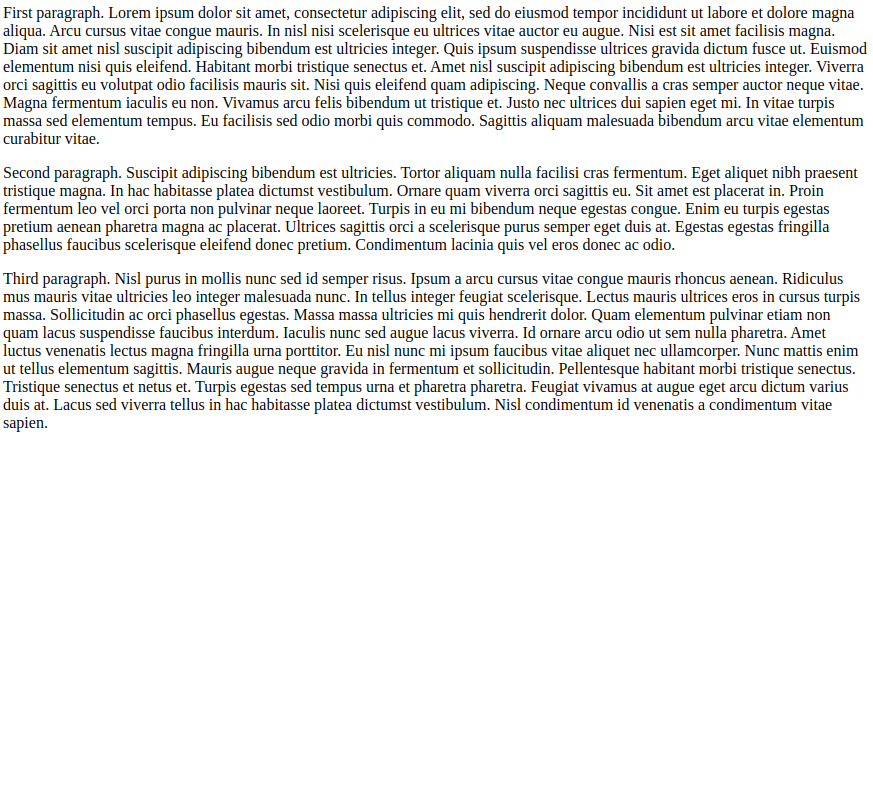 First paragraph. Lorem ipsum dolor sit amet, consectetur adipiscing elit, sed do eiusmod tempor incididunt ut labore et dolore magna
aliqua. Arcu cursus vitae congue mauris. In nisl nisi scelerisque eu ultrices vitae auctor eu augue. Nisi est sit amet facilisis magna.
Diam sit amet nisl suscipit adipiscing bibendum est ultricies integer. Quis ipsum suspendisse ultrices gravida dictum fusce ut. Euismod
elementum nisi quis eleifend. Habitant morbi tristique senectus et. Amet nisl suscipit adipiscing bibendum est ultricies integer. Viverra
orci sagittis eu volutpat odio facilisis mauris sit. Nisi quis eleifend quam adipiscing. Neque convallis a cras semper auctor neque vitae.
Magna fermentum iaculis eu non. Vivamus arcu felis bibendum ut tristique et. Justo nec ultrices dui sapien eget mi. In vitae turpis
massa sed elementum tempus. Eu facilisis sed odio morbi quis commodo. Sagittis aliquam malesuada bibendum arcu vitae elementum
curabitur vitae.
Second paragraph. Suscipit adipiscing bibendum est ultricies. Tortor aliquam nulla facilisi cras fermentum. Eget aliquet nibh praesent
tristique magna. In hac habitasse platea dictumst vestibulum. Ornare quam viverra orci sagittis eu. Sit amet est placerat in. Proin
fermentum leo vel orci porta non pulvinar neque laoreet. Turpis in eu mi bibendum neque egestas congue. Enim eu turpis egestas
pretium aenean pharetra magna ac placerat. Ultrices sagittis orci a scelerisque purus semper eget duis at. Egestas egestas fringilla
phasellus faucibus scelerisque eleifend donec pretium. Condimentum lacinia quis vel eros donec ac odio.
Third paragraph. Nisl purus in mollis nunc sed id semper risus. Ipsum a arcu cursus vitae congue mauris rhoncus aenean. Ridiculus
mus mauris vitae ultricies leo integer malesuada nunc. In tellus integer feugiat scelerisque. Lectus mauris ultrices eros in cursus turpis
massa. Sollicitudin ac orci phasellus egestas. Massa massa ultricies mi quis hendrerit dolor. Quam elementum pulvinar etiam non
quam lacus suspendisse faucibus interdum. Iaculis nunc sed augue lacus viverra. Id ornare arcu odio ut sem nulla pharetra. Amet
luctus venenatis lectus magna fringilla urna porttitor. Eu nisl nunc mi ipsum faucibus vitae aliquet nec ullamcorper. Nunc mattis enim
ut tellus elementum sagittis. Mauris augue neque gravida in fermentum et sollicitudin. Pellentesque habitant morbi tristique senectus.
Tristique senectus et netus et. Turpis egestas sed tempus urna et pharetra pharetra. Feugiat vivamus at augue eget arcu dictum varius
duis at. Lacus sed viverra tellus in hac habitasse platea dictumst vestibulum. Nisl condimentum id venenatis a condimentum vitae
sapien.